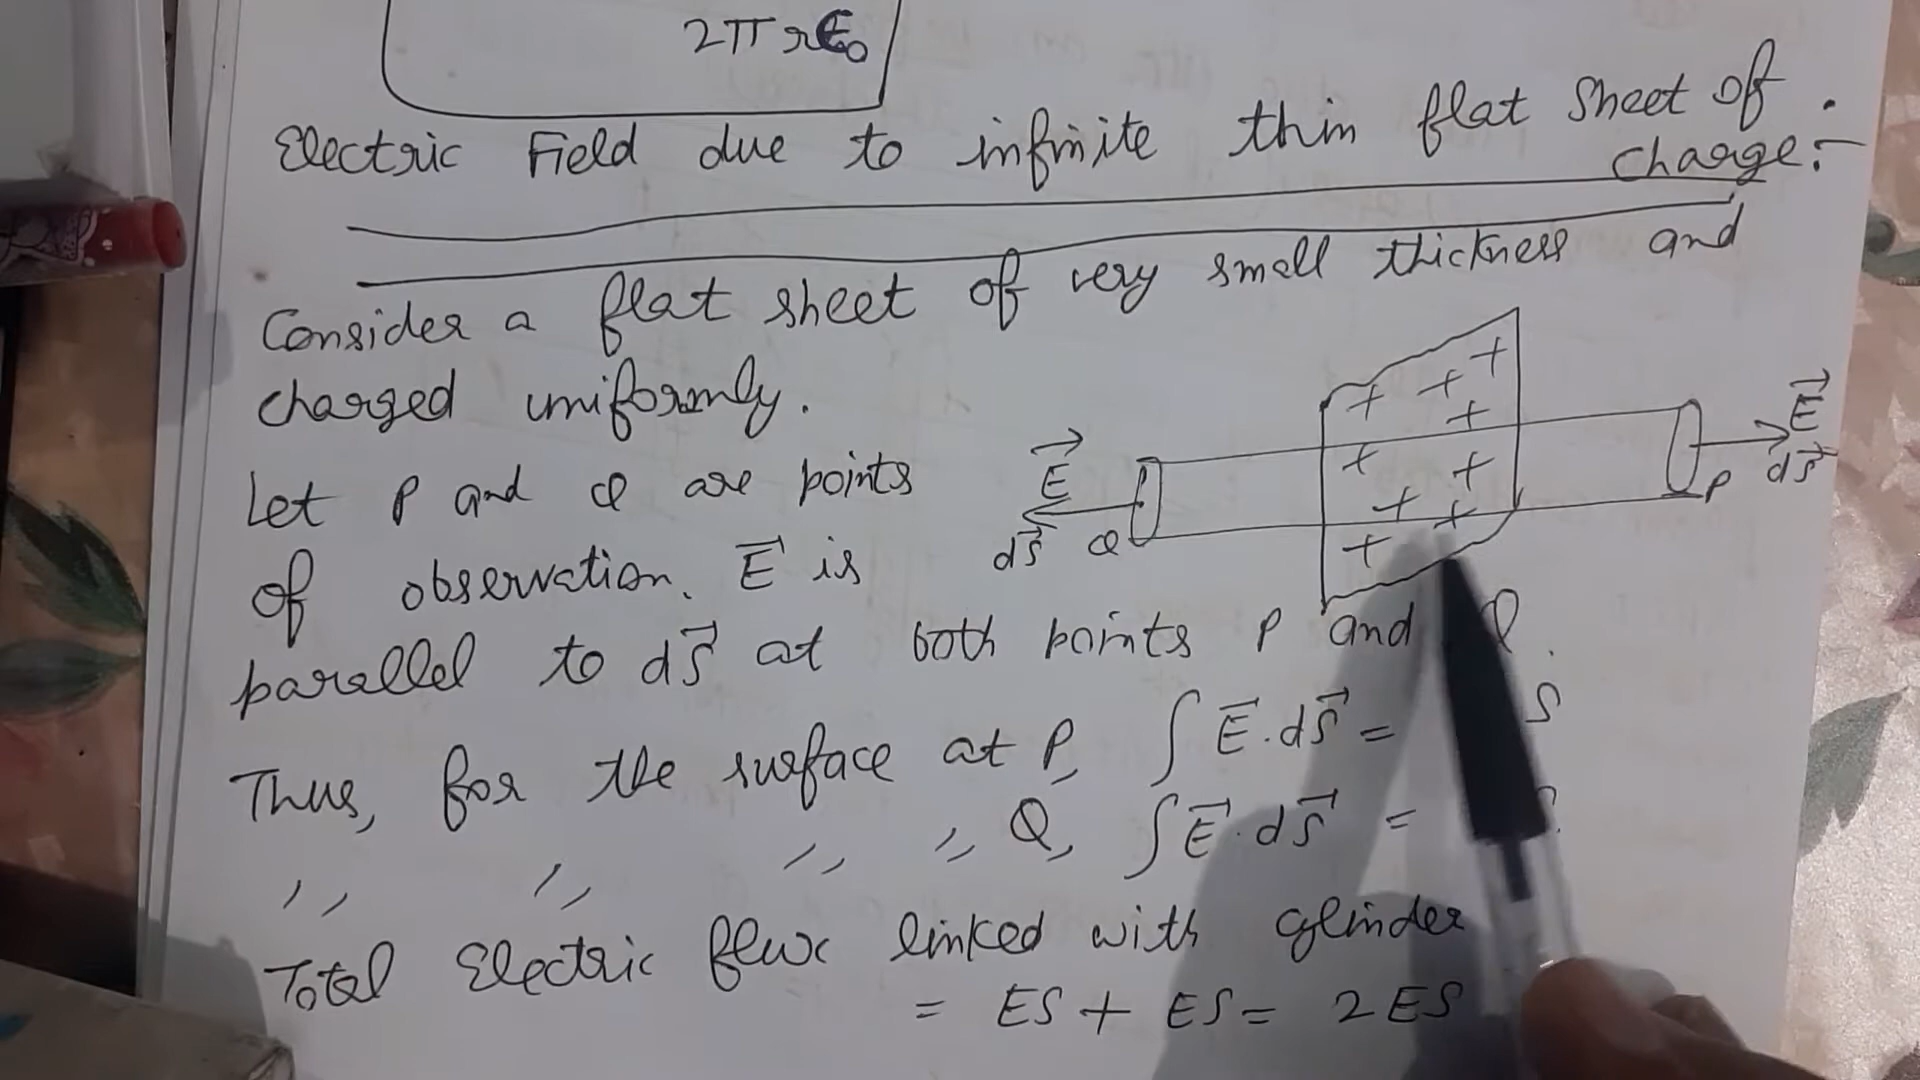 2πrϵ₀
Electric Field due to infinite thin flat sheet of
charge:-
Consider a flat sheet of very small thickness and
charged uniformly.
Let P and Q are points
of observation. E⃗ is
parallel to dS⃗ at both points P and
E⃗
dS⃗ Q
+ + +
+
+ +
+ +
+
P
E⃗
dS⃗
Thus, for the surface at P, ∫ E⃗.dS⃗ = S
〃 〃 〃 〃 Q, ∫ E⃗.dS⃗ =
Total Electric flux linked with cylinder
= ES + ES = 2ES